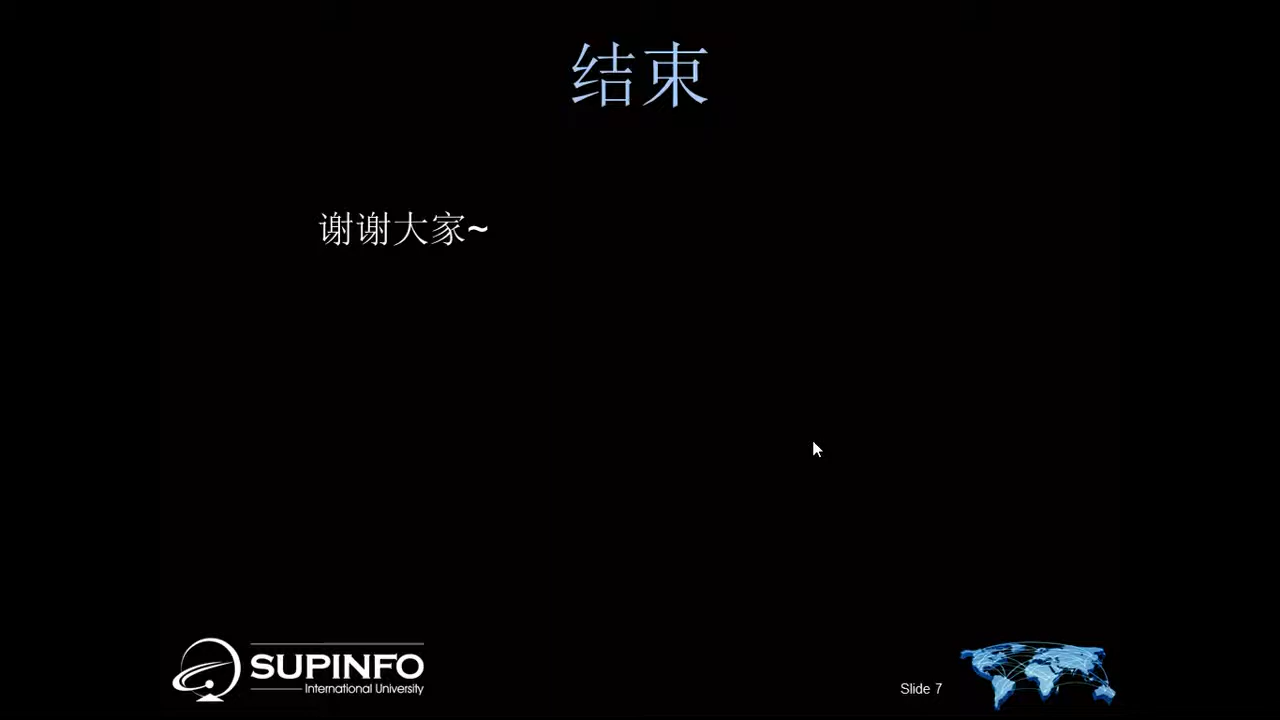 结束
谢谢大家~
SUPINFO
International University
Slide 7